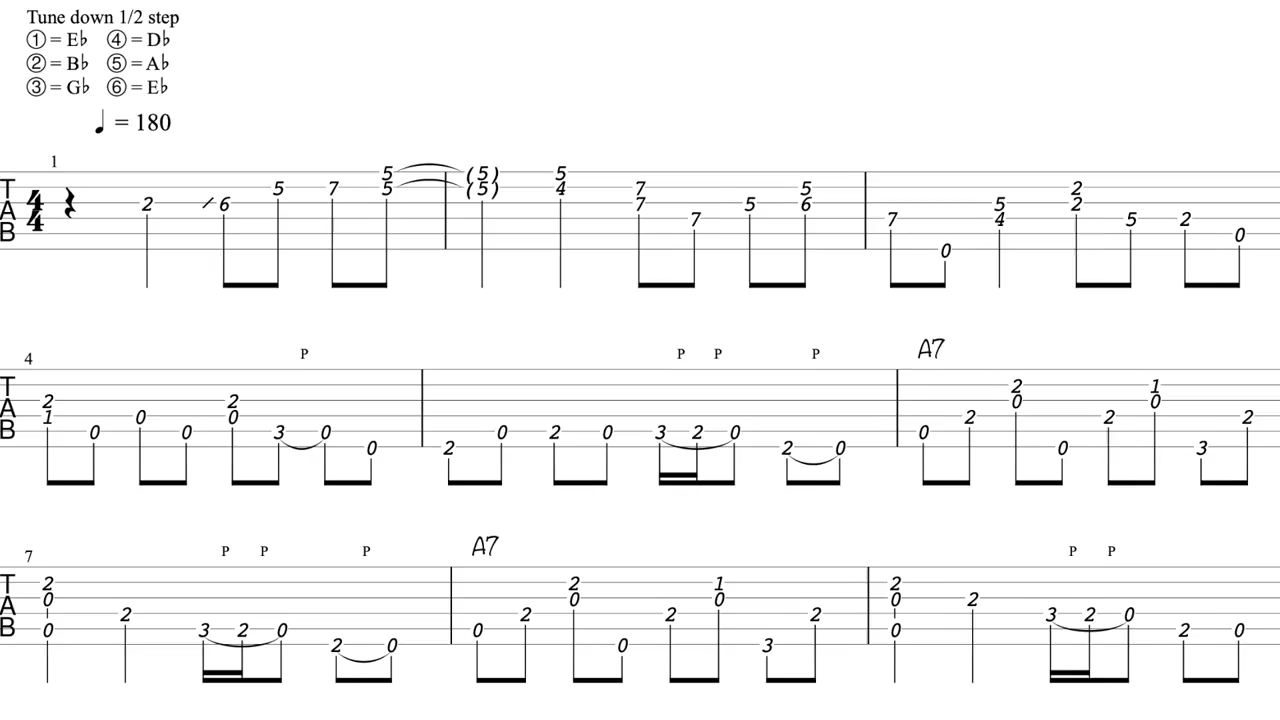 Tune down 1/2 step
① = E♭ ④ = D♭
② = B♭ ⑤ = A♭
③ = G♭ ⑥ = E♭
♩ = 180
1
T A B 4/4 2 /6 5 7 5 5 (5) (5) 5 4 7 7 7 5 5 6 7 0 5 4 2 2 5 2 0
4 P P P P A7
T A B 2 1 0 0 0 2 0 3 0 0 2 0 2 0 3 2 0 2 0 0 2 2 0 0 2 1 0 3 2
7 P P P A7 P P
T A B 2 0 0 2 3 2 0 2 0 0 2 2 0 0 2 1 0 3 2 2 0 0 2 3 2 0 2 0